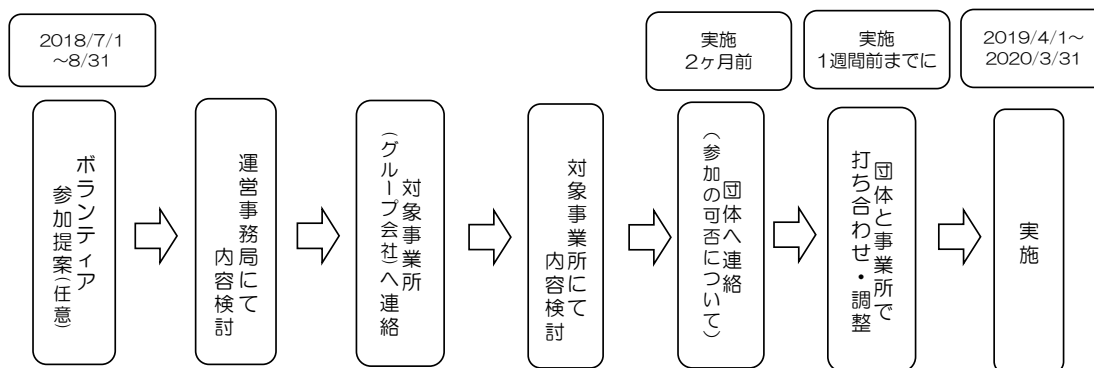 2018/7/1
～8/31
実施
2ヶ月前
実施
1週間前までに
2019/4/1～
2020/3/31
ボランティア
参加提案(任意)
運営事務局にて
内容検討
対象事業所
(グループ会社)へ連絡
対象事業所にて
内容検討
団体へ連絡
(参加の可否について)
団体と事業所で
打ち合わせ・調整
実施